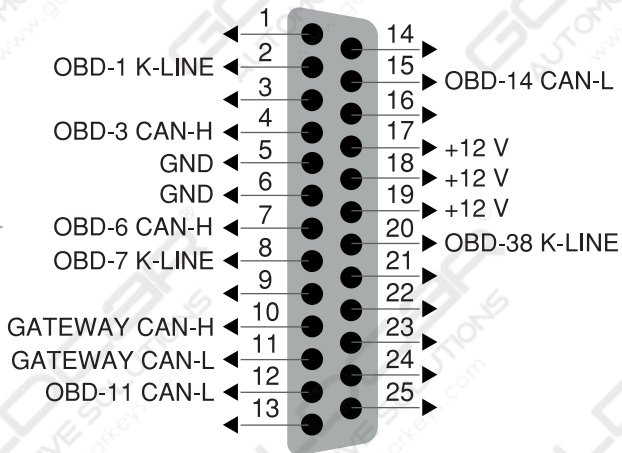 1
OBD-1 K-LINE 2
3
OBD-3 CAN-H 4
GND 5
GND 6
OBD-6 CAN-H 7
OBD-7 K-LINE 8
9
GATEWAY CAN-H 10
GATEWAY CAN-L 11
OBD-11 CAN-L 12
13
14
15 OBD-14 CAN-L
16
17 +12 V
18 +12 V
19 +12 V
20 OBD-38 K-LINE
21
22
23
24
25